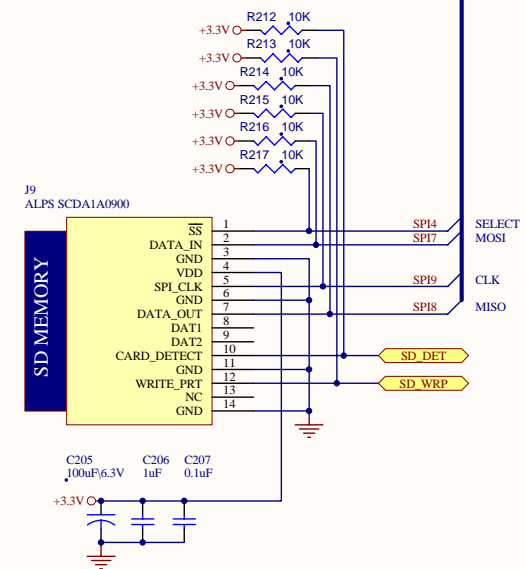 R212 10K
+3.3V
R213 10K
+3.3V
R214 10K
+3.3V
R215 10K
+3.3V
R216 10K
+3.3V
R217 10K
+3.3V
J9
ALPS SCDA1A0900
SD MEMORY
SS 1 SPI4 SELECT
DATA_IN 2 SPI7 MOSI
GND 3
VDD 4
SPI_CLK 5 SPI9 CLK
GND 6
DATA_OUT 7 SPI8 MISO
DAT1 8
DAT2 9
CARD_DETECT 10 SD_DET
GND 11
WRITE_PRT 12 SD_WRP
NC 13
GND 14
C205 C206 C207
100uF\6.3V 1uF 0.1uF
+3.3V